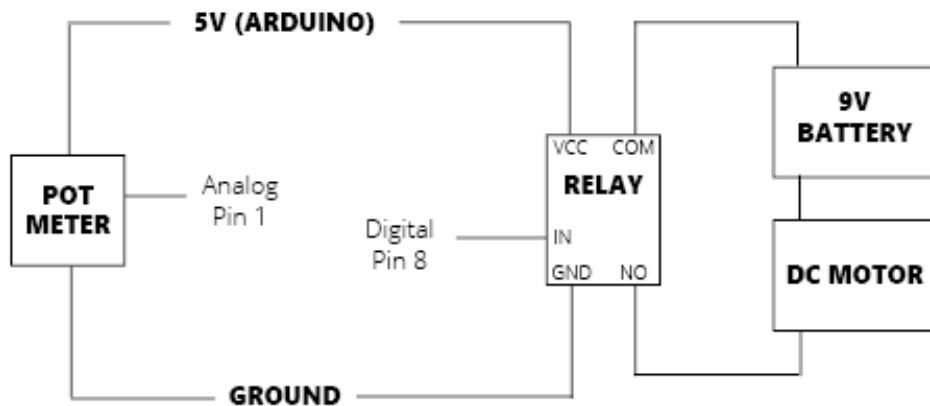 5V (ARDUINO)
9V
BATTERY
VCC COM
RELAY
POT
METER
Analog
Pin 1
Digital
Pin 8
IN
GND NO
DC MOTOR
GROUND